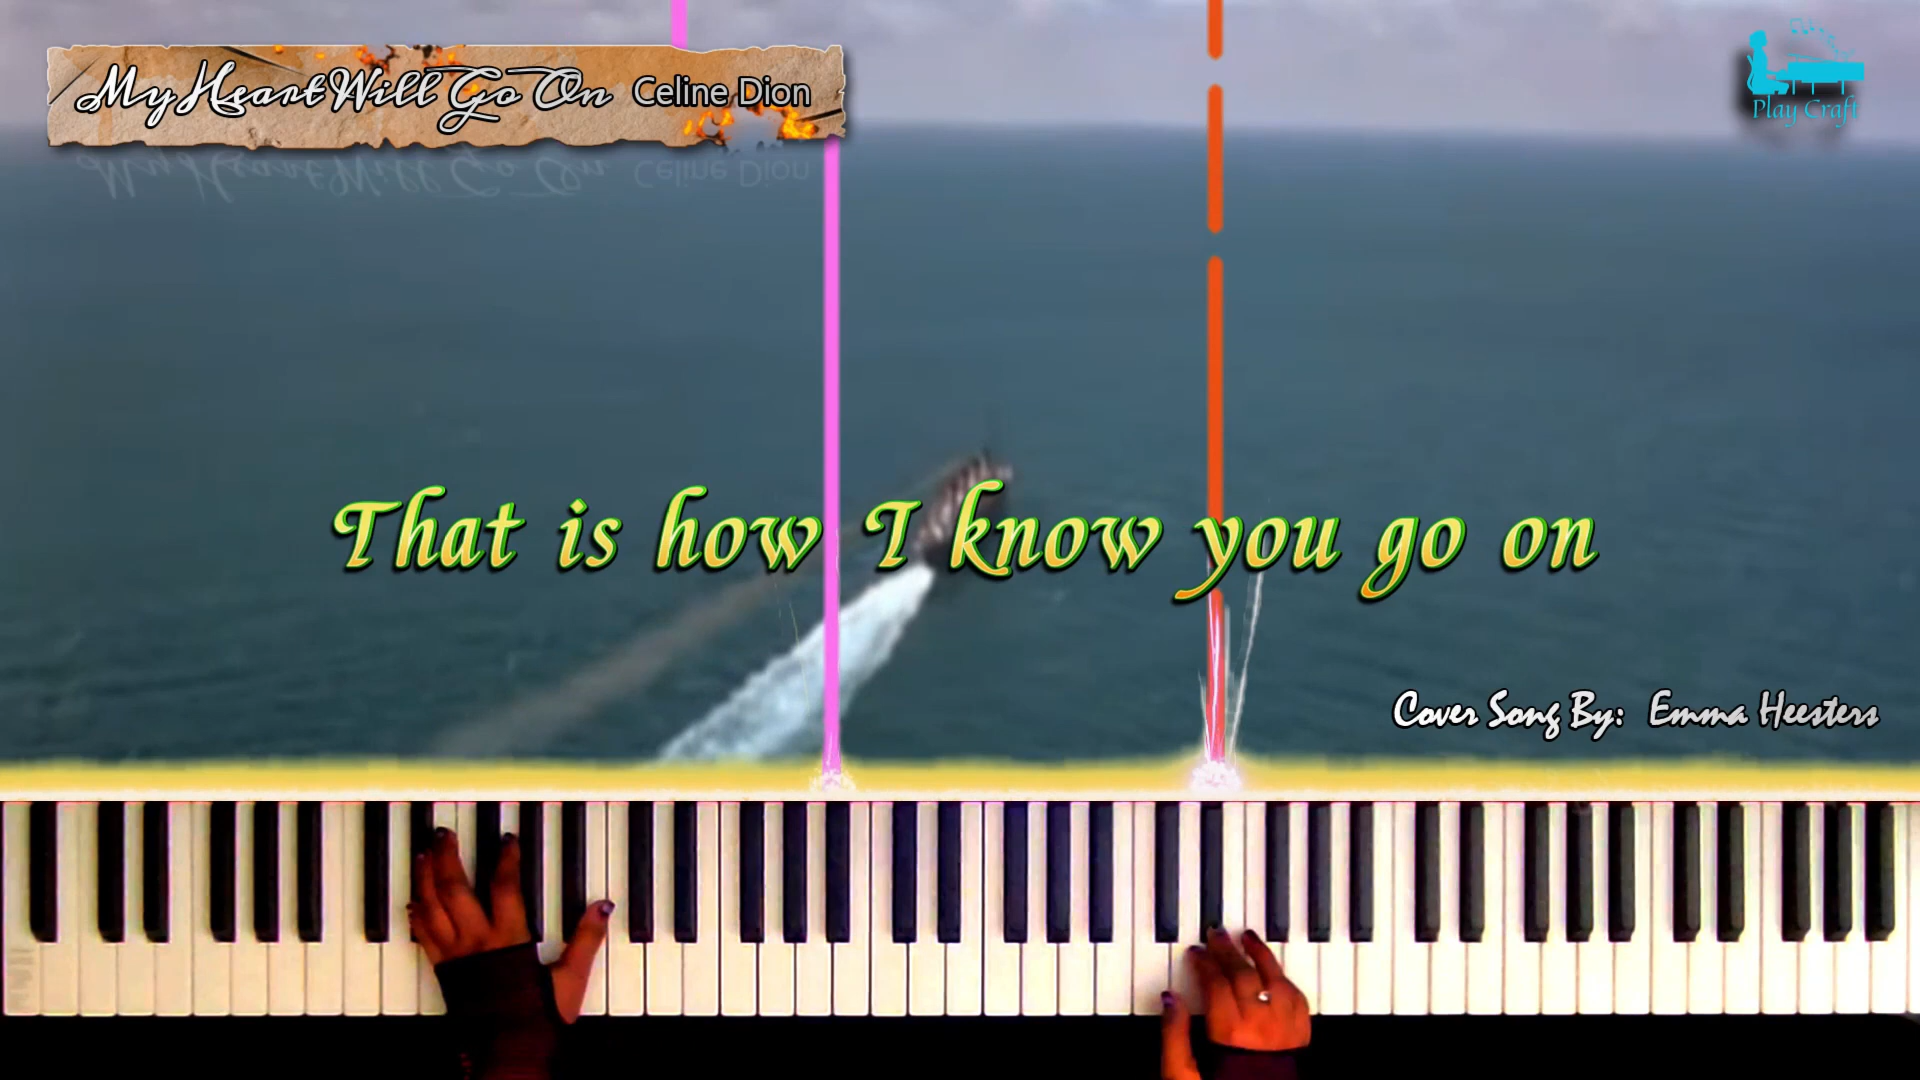 My Heart Will Go On Celine Dion
Play Craft
That is how I know you go on
Cover Song By: Emma Heesters